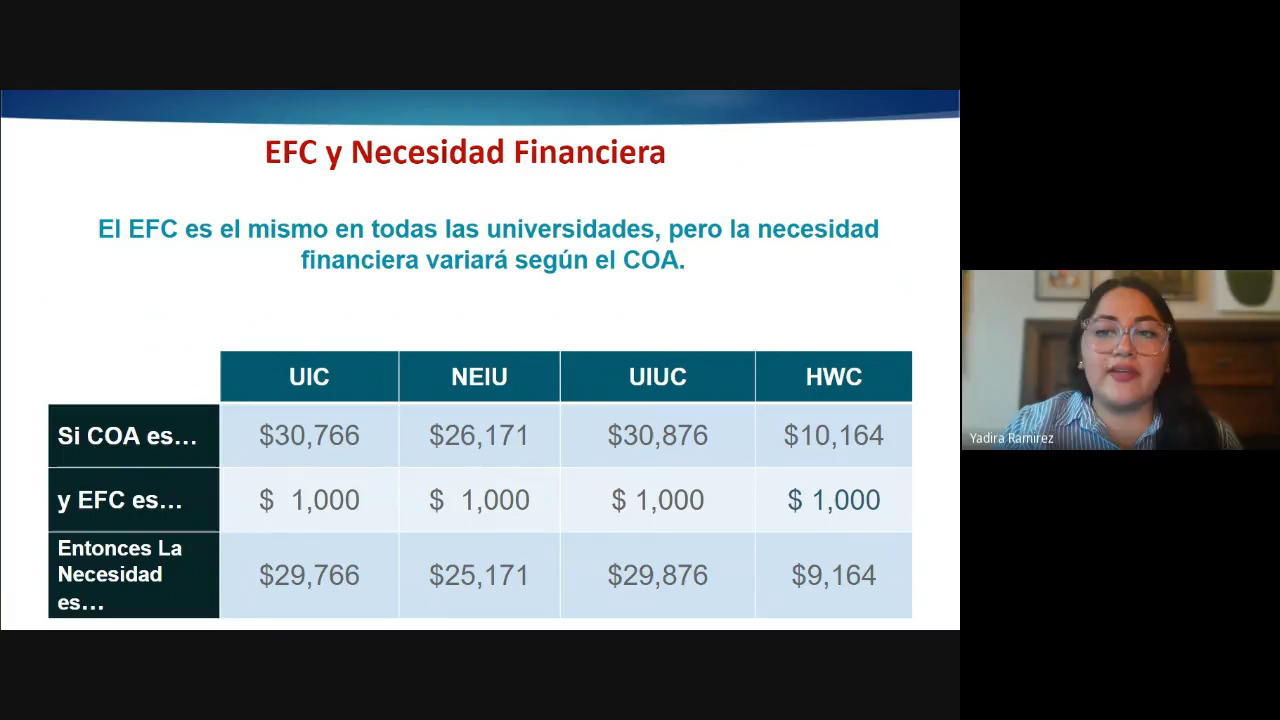 EFC y Necesidad Financiera
El EFC es el mismo en todas las universidades, pero la necesidad
financiera variará según el COA.
UIC NEIU UIUC HWC
Si COA es... $30,766 $26,171 $30,876 $10,164
y EFC es... $ 1,000 $ 1,000 $ 1,000 $ 1,000
Entonces La
Necesidad
es... $29,766 $25,171 $29,876 $9,164
Yadira Ramirez